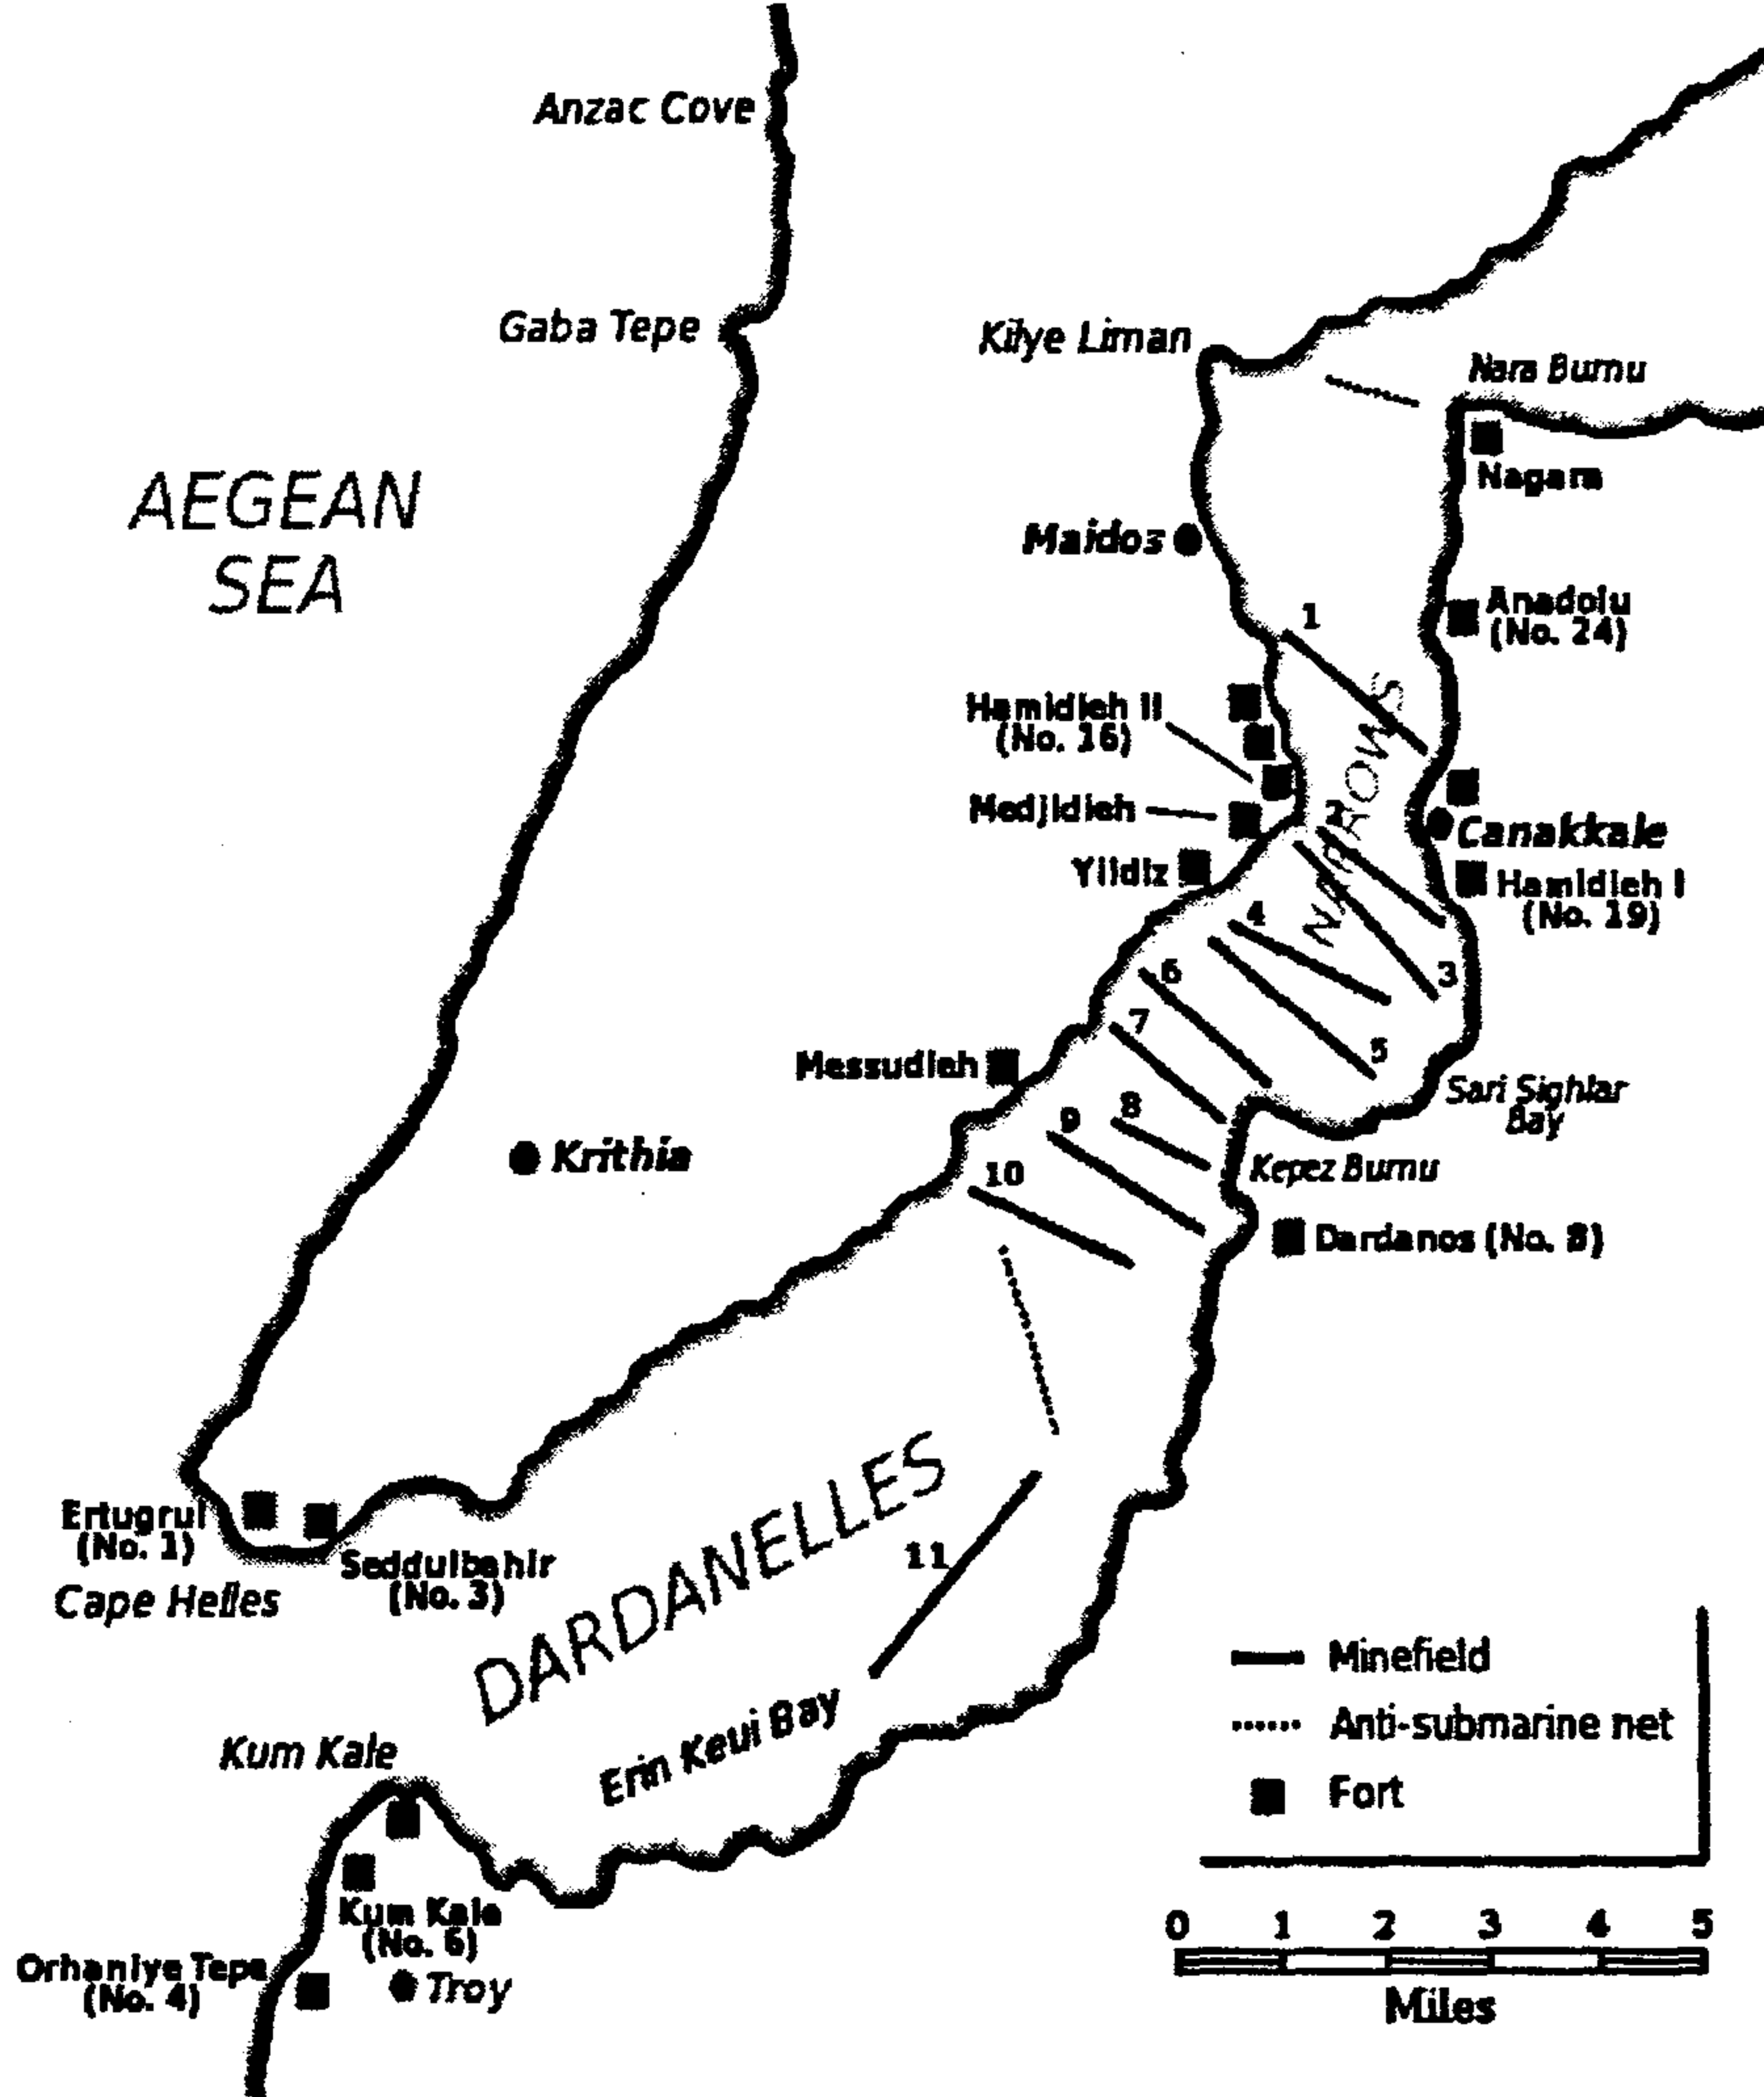 Anzac Cove
Gaba Tepe
Kilye Liman
Nara Burnu
Nagara
AEGEAN
SEA
Maidos
Anadolu
(No. 24)
1
Hamidieh II
(No. 16)
NARROWS
Medjidieh
2
Canakkale
Yildiz
Hamidieh I
(No. 19)
4
3
6
7
5
Messudieh
Sari Sighlar
Bay
8
9
Krithia
Kepez Burnu
10
Dardanos (No. 8)
DARDANELLES
Ertugrul
(No. 1)
Seddulbahir
(No. 3)
Cape Helles
11
Minefield
Anti-submarine net
Fort
Erin Keui Bay
Kum Kale
Kum Kale
(No. 6)
Orhaniye Tepe
(No. 4)
Troy
0 1 2 3 4 5
Miles